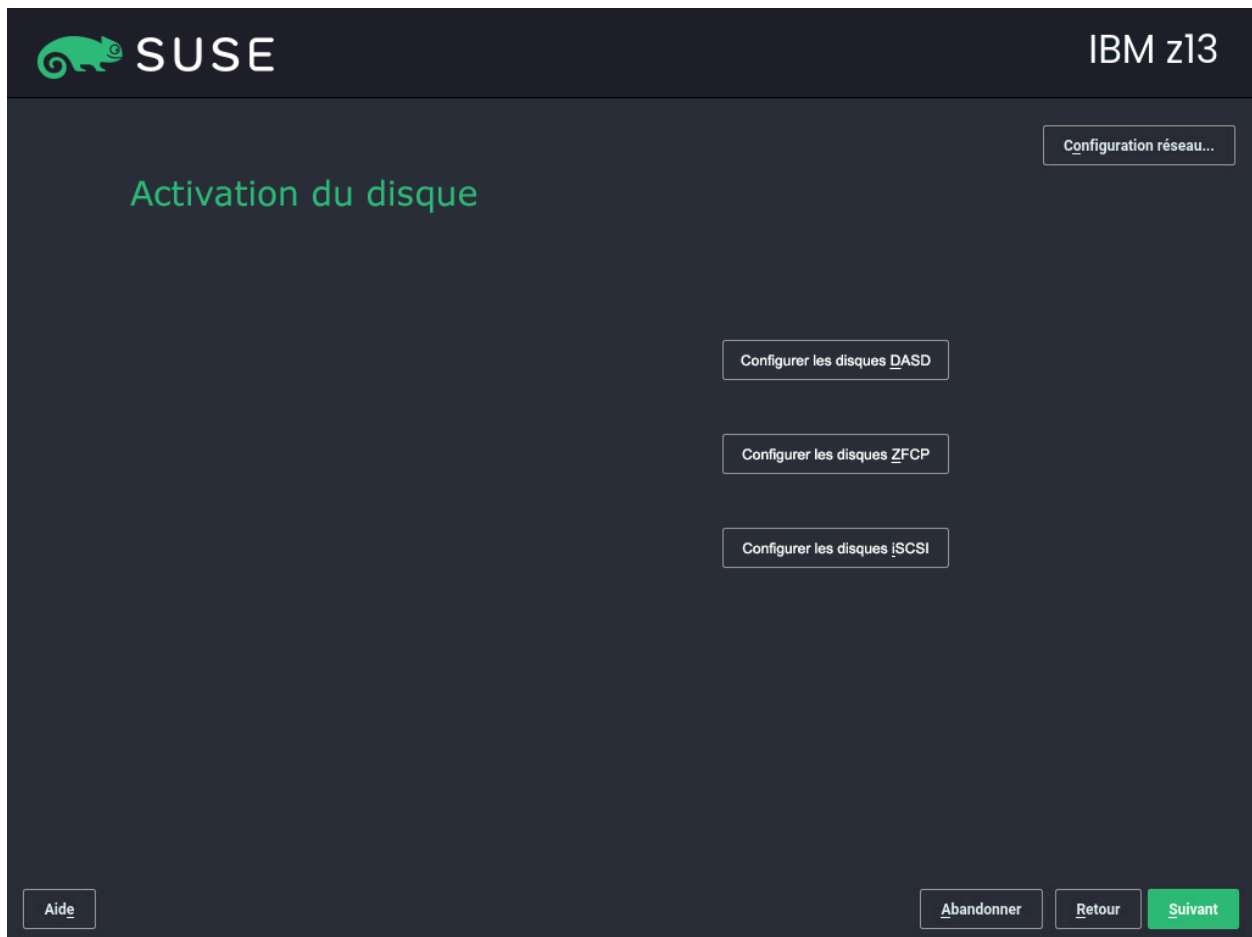 SUSE
IBM z13
Configuration réseau...
Activation du disque
Configurer les disques DASD
Configurer les disques ZFCP
Configurer les disques iSCSI
Aide
Abandonner
Retour
Suivant